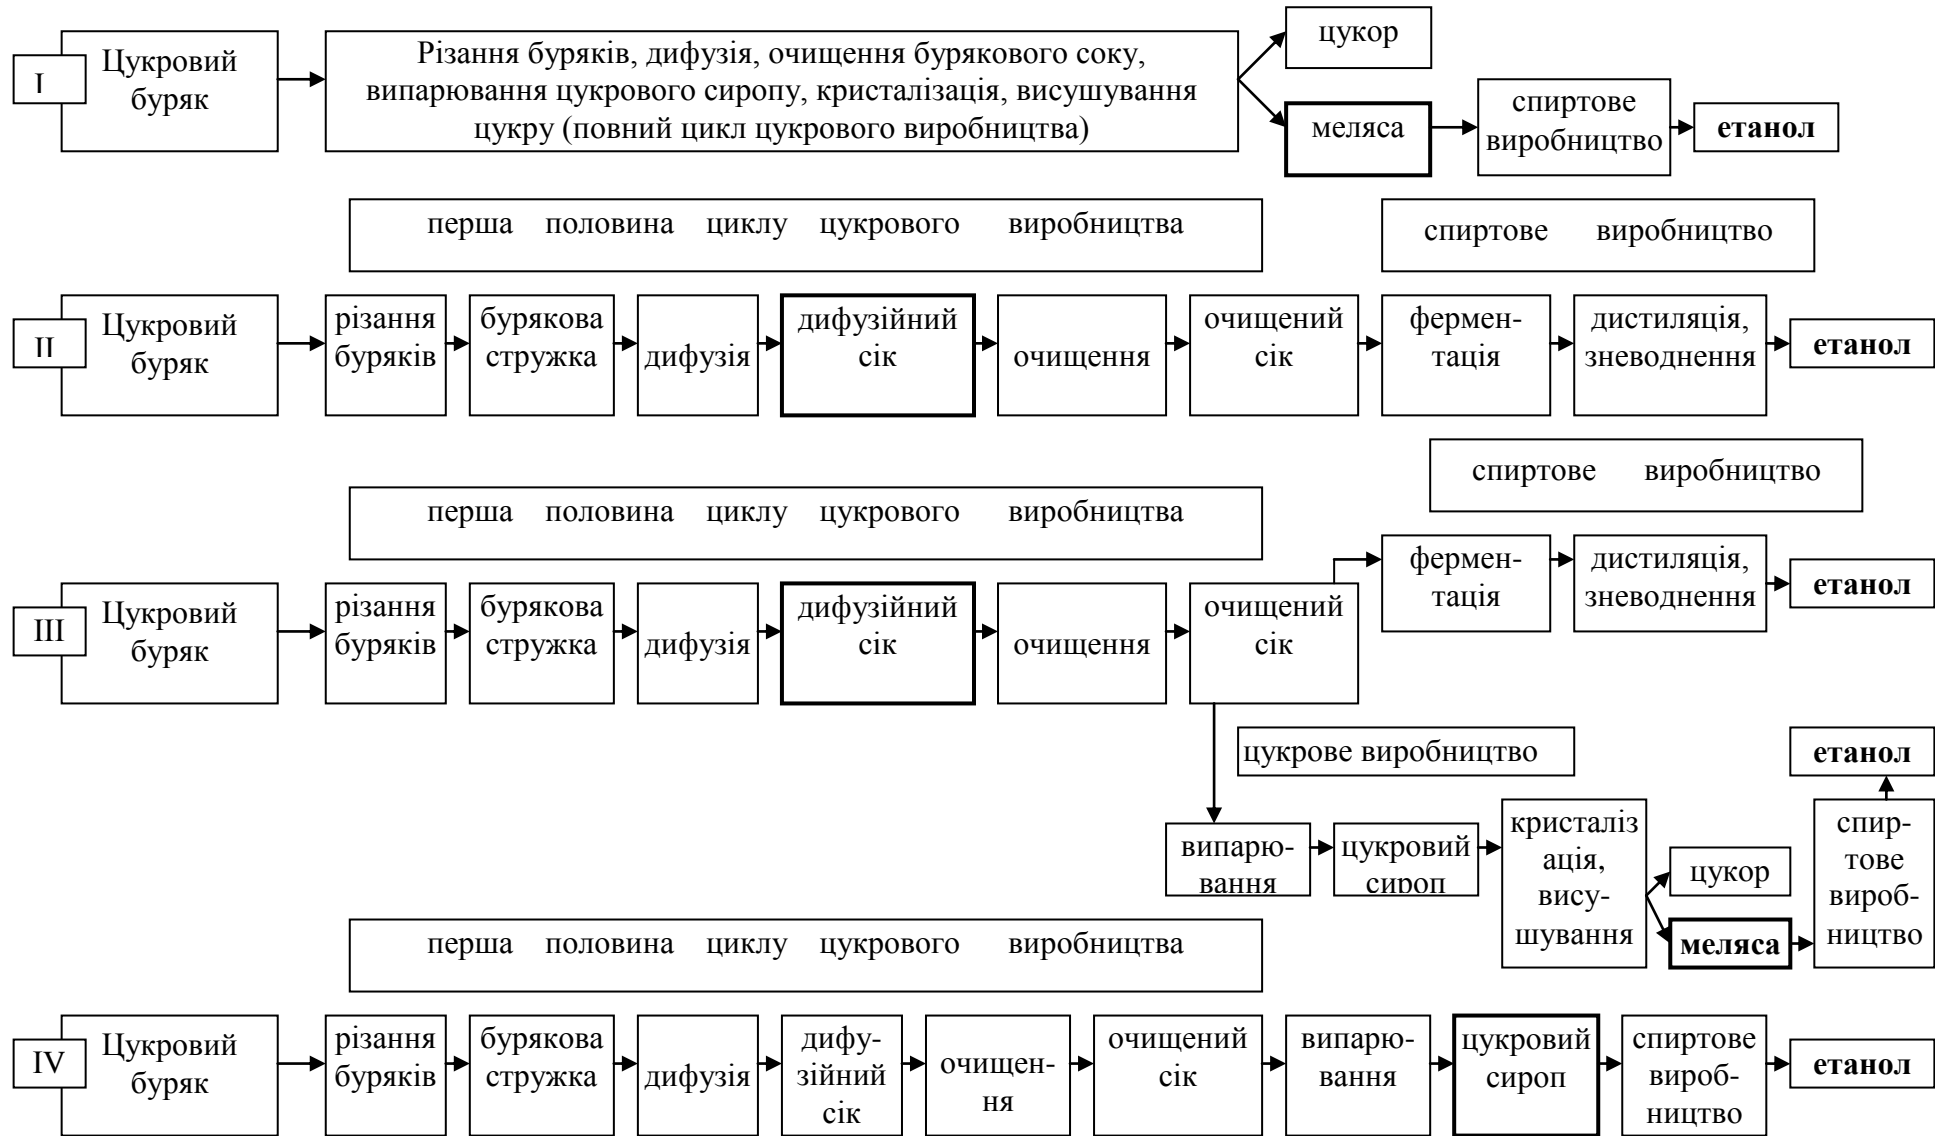 I
Цукровий
буряк
Різання буряків, дифузія, очищення бурякового соку,
випарювання цукрового сиропу, кристалізація, висушування
цукру (повний цикл цукрового виробництва)
цукор
меляса
спиртове
виробництво
етанол
перша половина циклу цукрового виробництва
спиртове виробництво
II
Цукровий
буряк
різання
буряків
бурякова
стружка
дифузія
дифузійний
сік
очищення
очищений
сік
фермен-
тація
дистиляція,
зневоднення
етанол
спиртове виробництво
перша половина циклу цукрового виробництва
III
Цукровий
буряк
різання
буряків
бурякова
стружка
дифузія
дифузійний
сік
очищення
очищений
сік
фермен-
тація
дистиляція,
зневоднення
етанол
цукрове виробництво
випарю-
вання
цукровий
сироп
кристаліз
ація,
вису-
шування
цукор
меляса
спир-
тове
вироб-
ництво
етанол
перша половина циклу цукрового виробництва
IV
Цукровий
буряк
різання
буряків
бурякова
стружка
дифузія
дифу-
зійний
сік
очищен-
ня
очищений
сік
випарю-
вання
цукровий
сироп
спиртове
вироб-
ництво
етанол